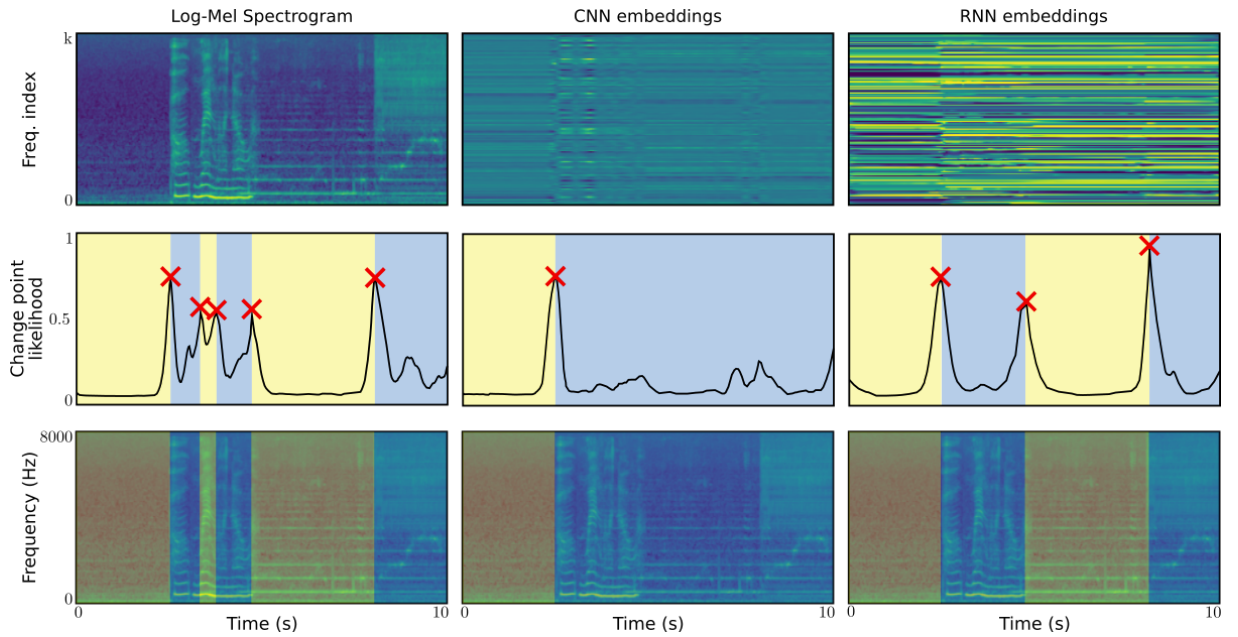 Log-Mel Spectrogram
CNN embeddings
RNN embeddings
k
Freq. index
0
1
Change point
likelihood
0.5
0
8000
Frequency (Hz)
0
0
10
0
10
0
10
Time (s)
Time (s)
Time (s)